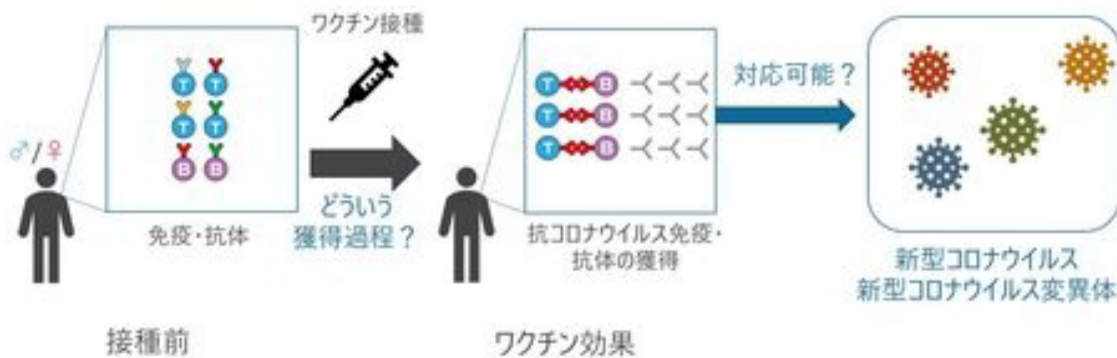 ワクチン接種
T T
T T
B B
♂/♀
免疫・抗体
どういう
獲得過程？
T B
T B
T B
抗コロナウイルス免疫・
抗体の獲得
対応可能？
新型コロナウイルス
新型コロナウイルス変異体
接種前
ワクチン効果